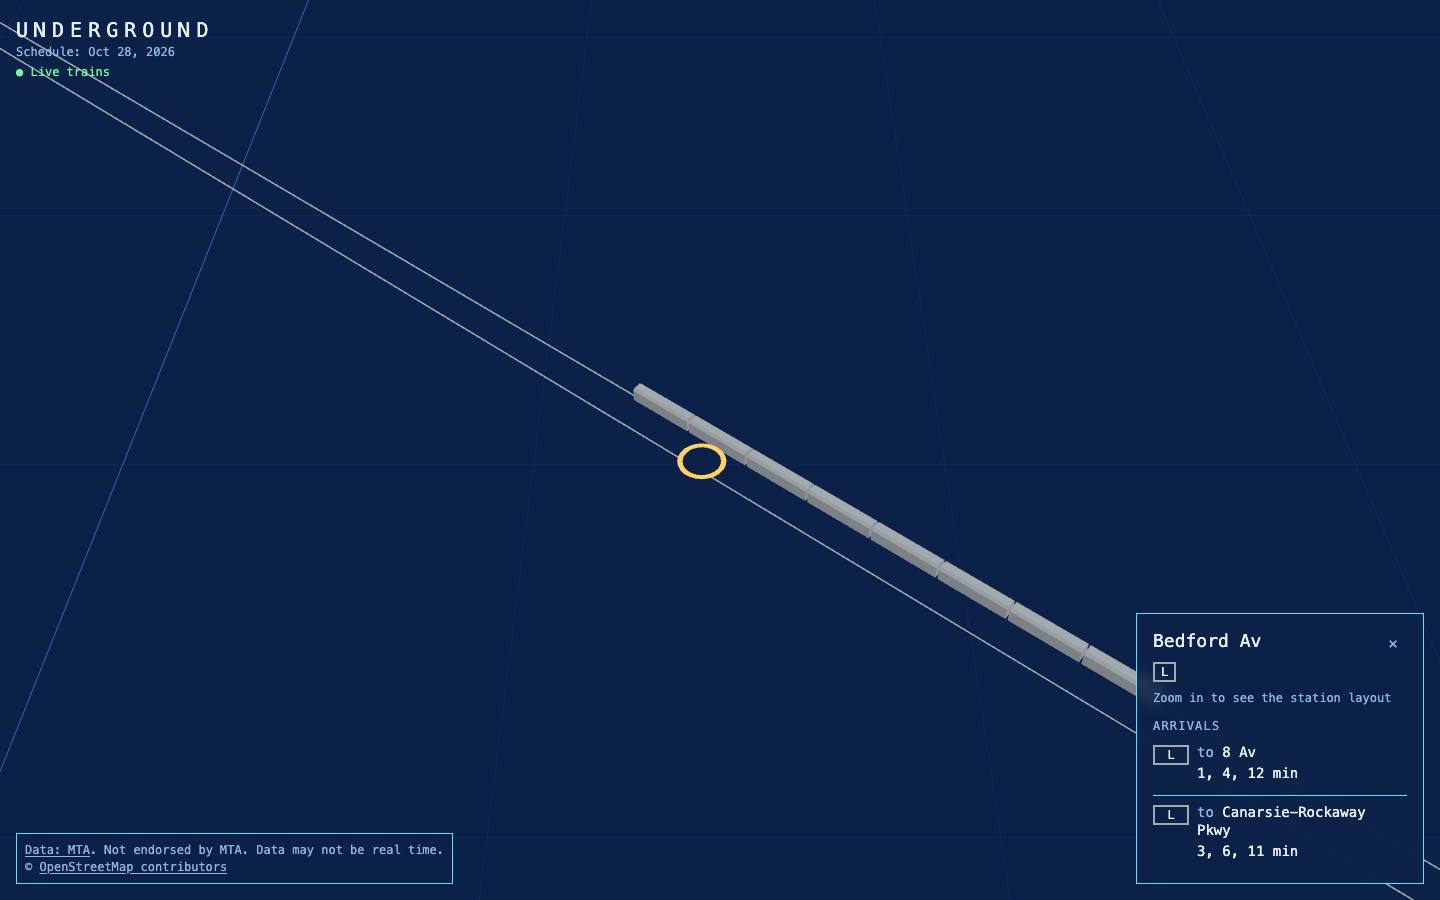 UNDERGROUND
Schedule: Oct 28, 2026
● Live trains
Bedford Av ×
L
Zoom in to see the station layout
ARRIVALS
L to 8 Av
1, 4, 12 min
L to Canarsie–Rockaway
Pkwy
3, 6, 11 min
Data: MTA. Not endorsed by MTA. Data may not be real time.
© OpenStreetMap contributors